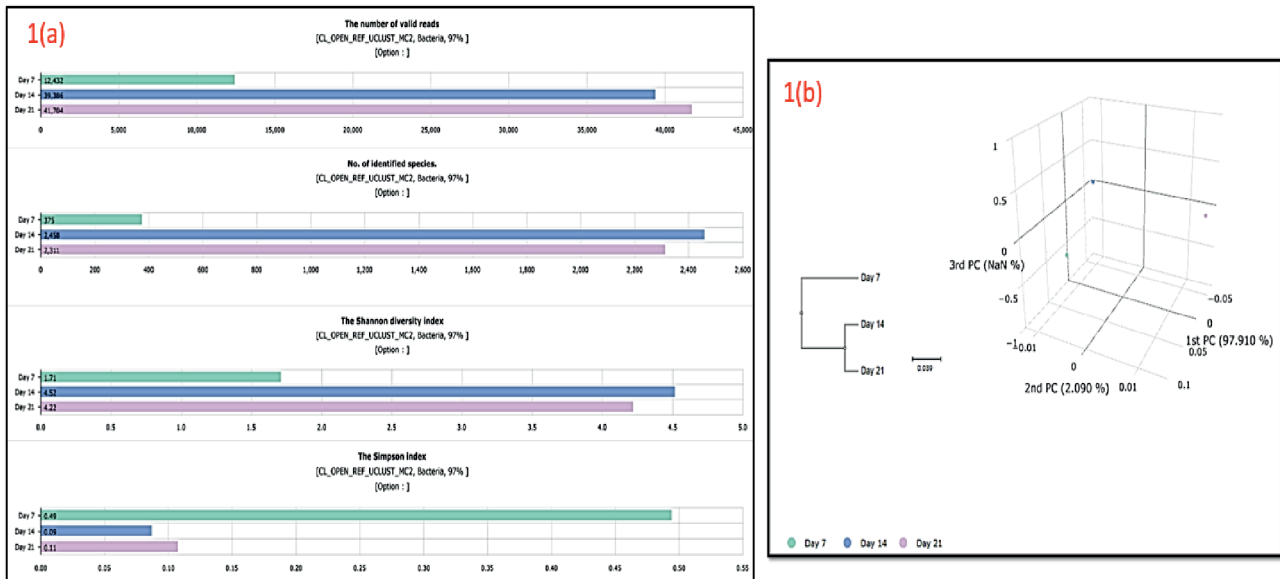 1(a)
The number of valid reads
[CL_OPEN_REF_UCLUST_MC2, Bacteria, 97% ]
[Option : ]
Day 7 12,432
Day 14 39,386
Day 21 41,704
0 5,000 10,000 15,000 20,000 25,000 30,000 35,000 40,000 45,000
No. of identified species.
[CL_OPEN_REF_UCLUST_MC2, Bacteria, 97% ]
[Option : ]
Day 7 375
Day 14 2,458
Day 21 2,311
0 200 400 600 800 1,000 1,200 1,400 1,600 1,800 2,000 2,200 2,400 2,600
The Shannon diversity index
[CL_OPEN_REF_UCLUST_MC2, Bacteria, 97% ]
[Option : ]
Day 7 1.71
Day 14 4.52
Day 21 4.22
0.0 0.5 1.0 1.5 2.0 2.5 3.0 3.5 4.0 4.5 5.0
The Simpson index
[CL_OPEN_REF_UCLUST_MC2, Bacteria, 97% ]
[Option : ]
Day 7 0.49
Day 14 0.09
Day 21 0.11
0.00 0.05 0.10 0.15 0.20 0.25 0.30 0.35 0.40 0.45 0.50 0.55
1(b)
Day 7
Day 14
Day 21
0.039
1
0.5
0
3rd PC (NaN %)
−0.5
−1
−0.01
0
2nd PC (2.090 %)
0.01
−0.05
0
1st PC (97.910 %)
0.05
0.1
Day 7 Day 14 Day 21